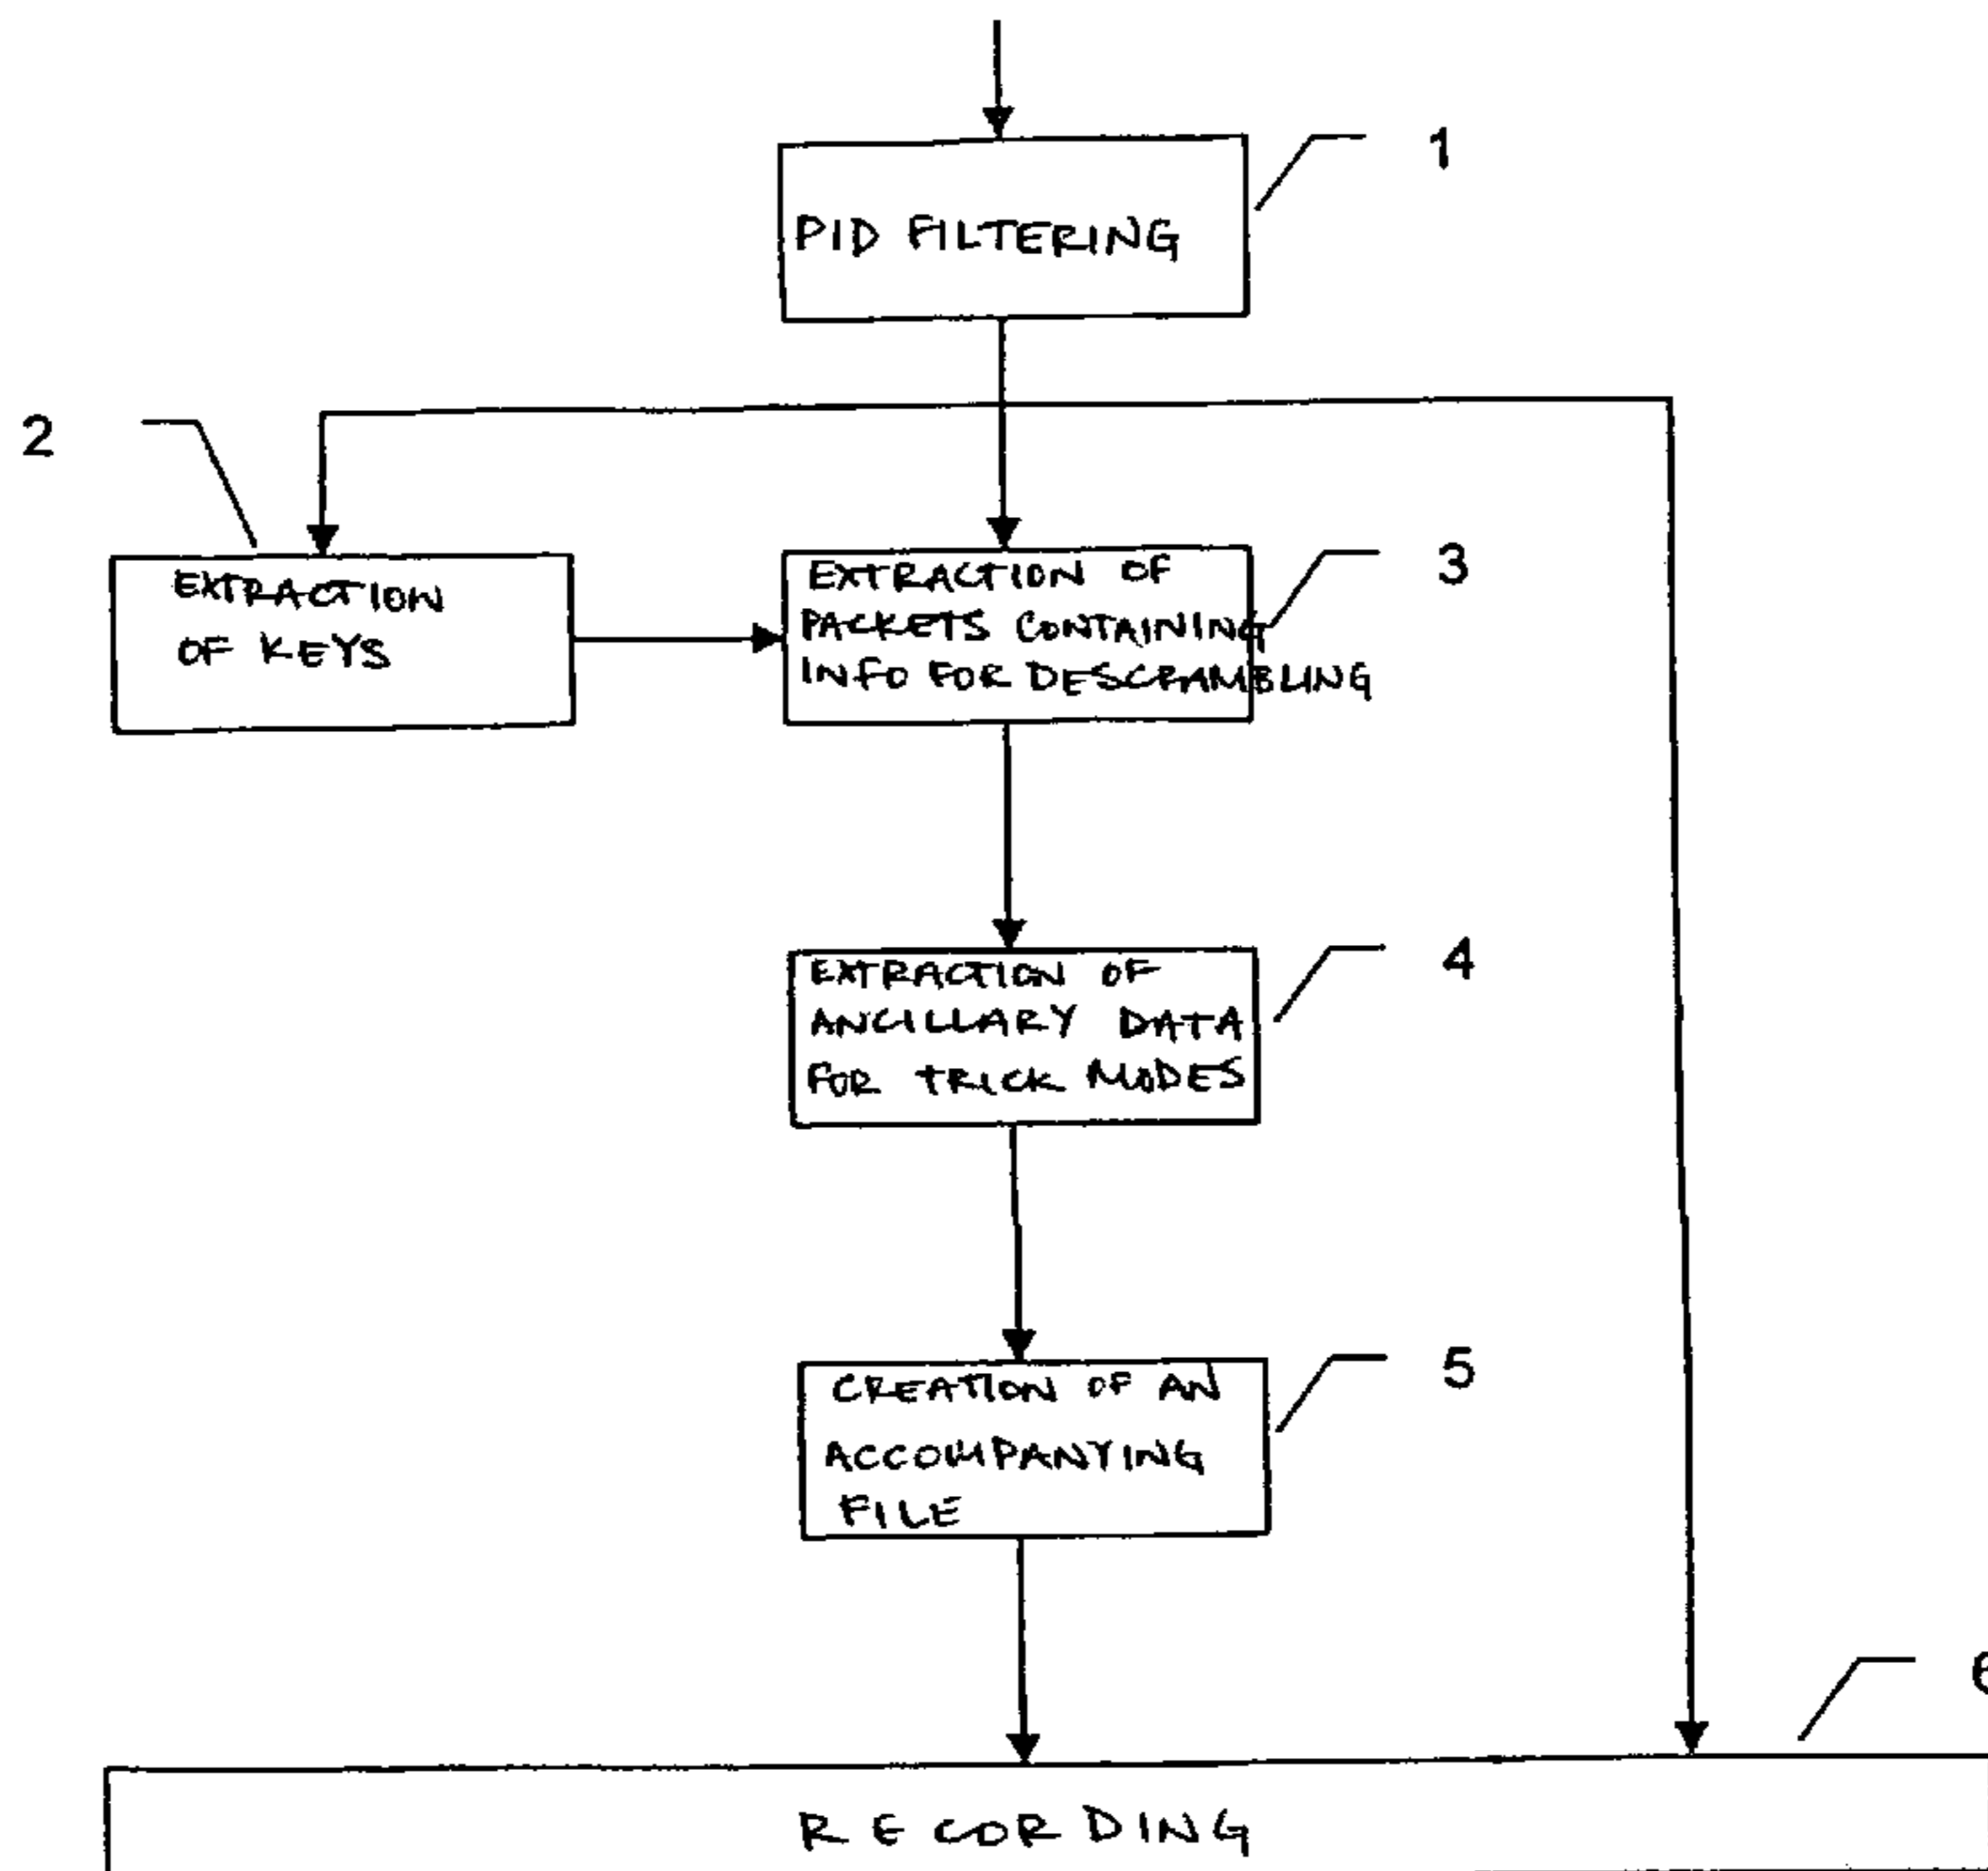 1
PID FILTERING
2
EXTRACTION
OF KEYS
3
EXTRACTION OF
PACKETS CONTAINING
INFO FOR DESCRAMBLING
4
EXTRACTION OF
ANCILLARY DATA
FOR TRICK MODES
5
CREATION OF AN
ACCOMPANYING
FILE
6
RECORDING